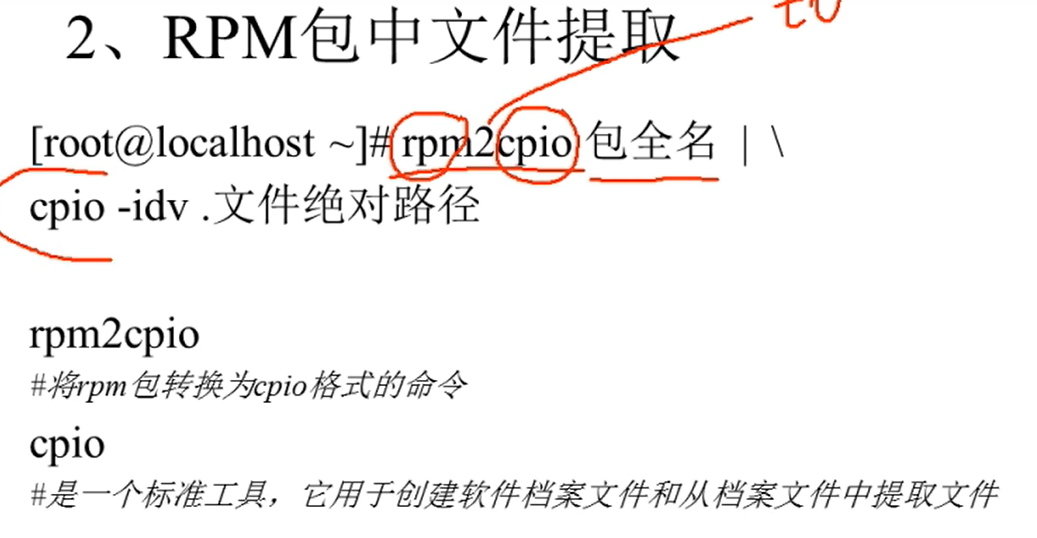 2、RPM包中文件提取
to
[root@localhost ~]# rpm2cpio 包全名 | \
cpio -idv .文件绝对路径
rpm2cpio
#将rpm包转换为cpio格式的命令
cpio
#是一个标准工具，它用于创建软件档案文件和从档案文件中提取文件